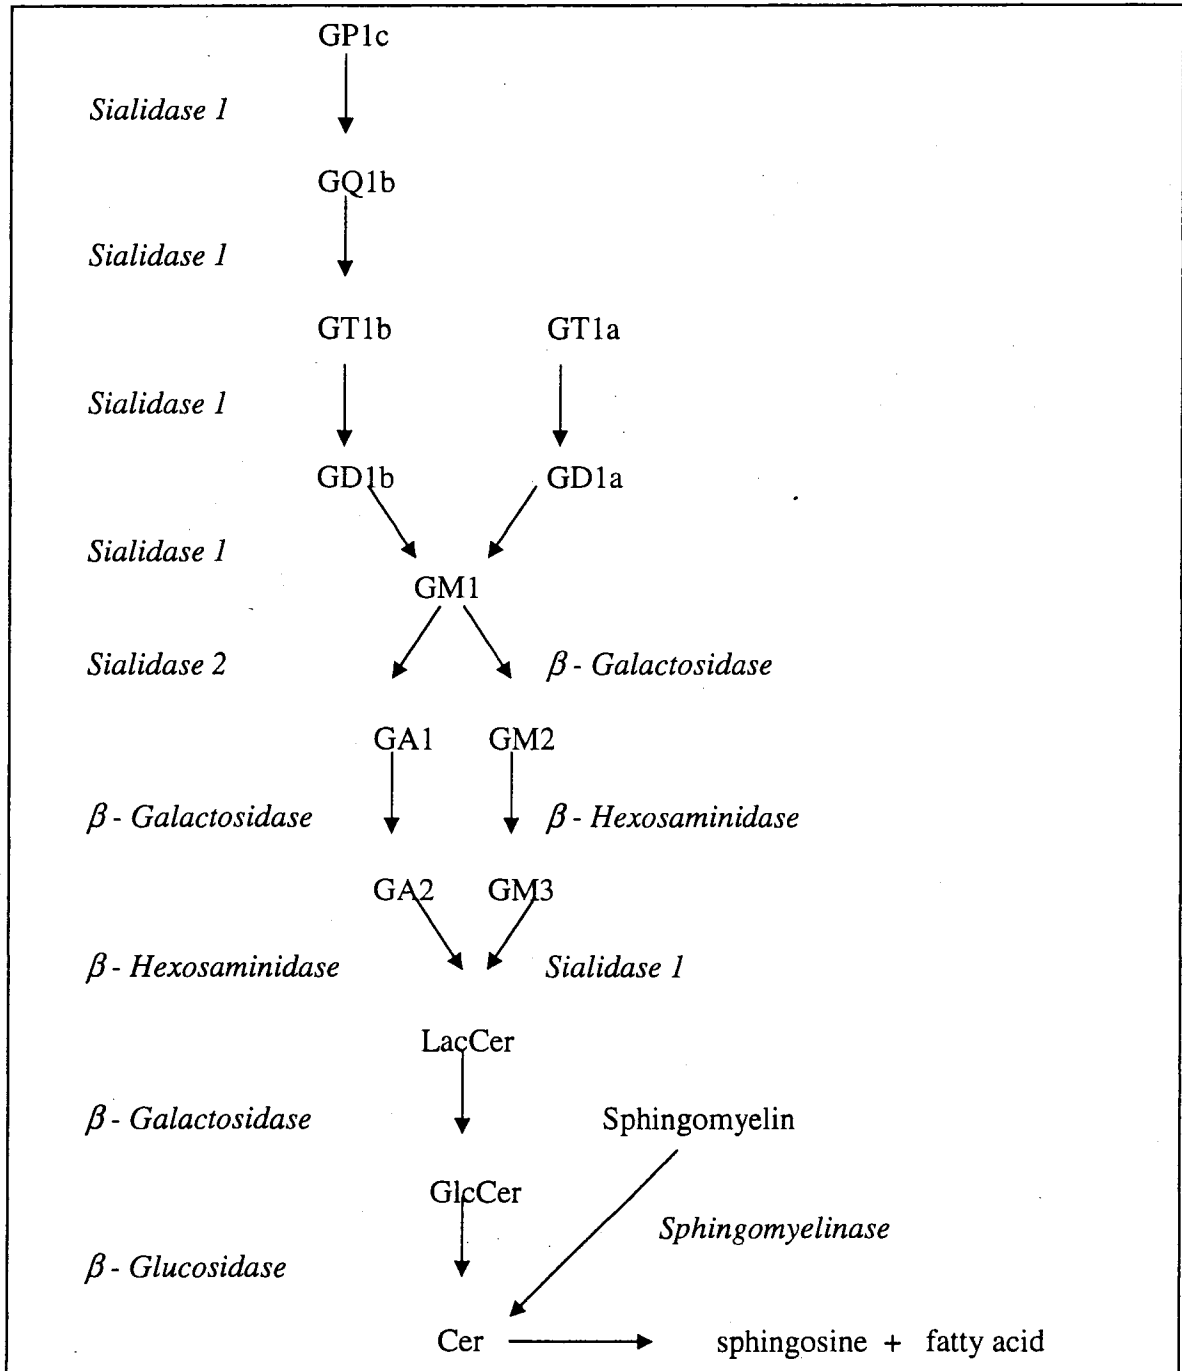 GP1c
Sialidase 1
GQ1b
Sialidase 1
GT1b GT1a
Sialidase 1
GD1b GD1a
Sialidase 1
GM1
Sialidase 2 β - Galactosidase
GA1 GM2
β - Galactosidase β - Hexosaminidase
GA2 GM3
β - Hexosaminidase Sialidase 1
LacCer
β - Galactosidase Sphingomyelin
GlcCer
Sphingomyelinase
β - Glucosidase
Cer sphingosine + fatty acid